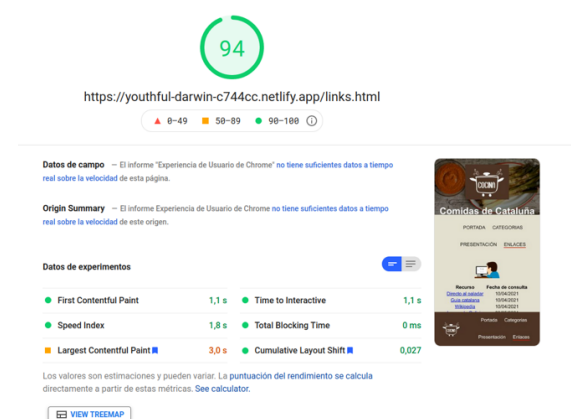 94
https://youthful-darwin-c744cc.netlify.app/links.html
0–49 50–89 90–100
Datos de campo — El informe "Experiencia de Usuario de Chrome" no tiene suficientes datos a tiempo
real sobre la velocidad de esta página.
Origin Summary — El informe Experiencia de Usuario de Chrome no tiene suficientes datos a tiempo
real sobre la velocidad de este origen.
Datos de experimentos
First Contentful Paint 1,1 s
Time to Interactive 1,1 s
Speed Index 1,8 s
Total Blocking Time 0 ms
Largest Contentful Paint 3,0 s
Cumulative Layout Shift 0,027
Los valores son estimaciones y pueden variar. La puntuación del rendimiento se calcula
directamente a partir de estas métricas. See calculator.
VIEW TREEMAP
COCINA
Comidas de Cataluña
PORTADA CATEGORIAS
PRESENTACIÓN ENLACES
Recurso Fecha de consulta
10/04/2021
Guia catalana 10/04/2021
Wikipedia 10/04/2021
Portada Categorias
Presentación Enlaces